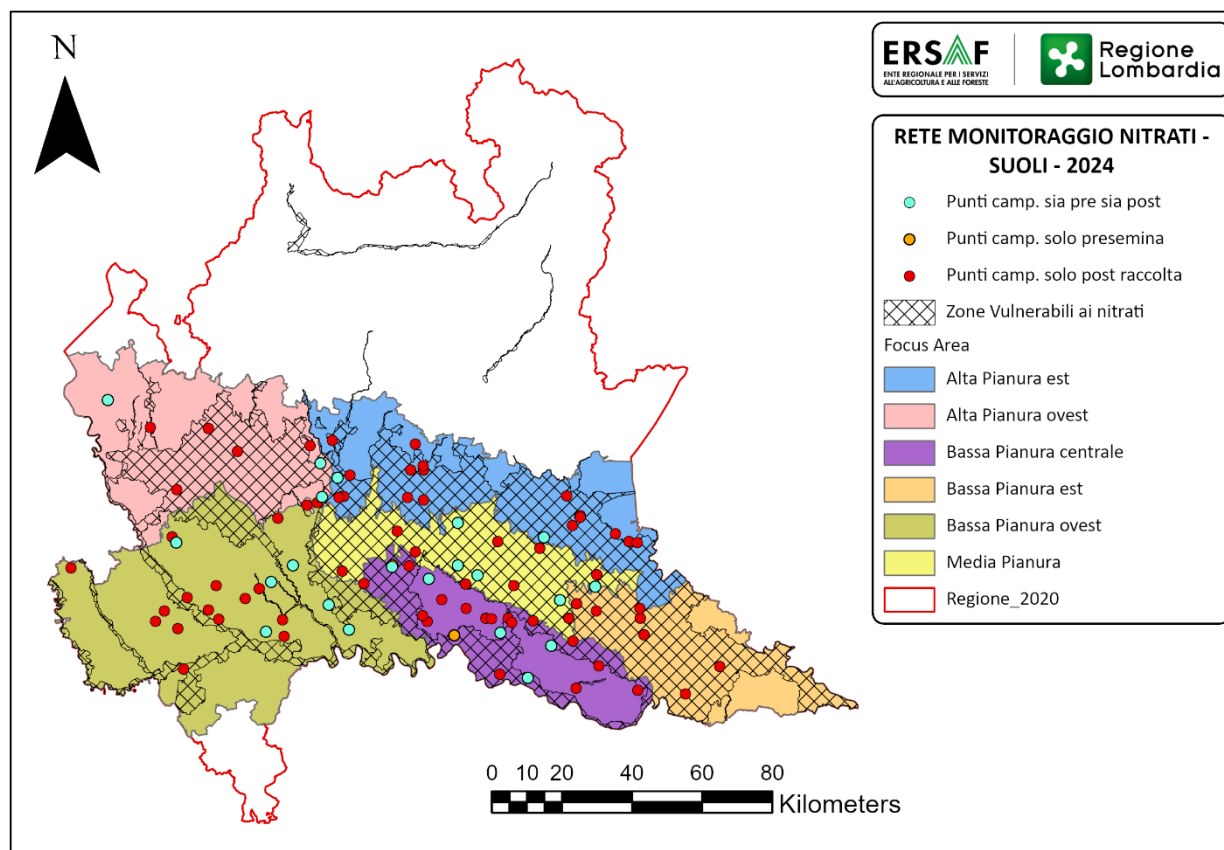 N
ERSAF
ENTE REGIONALE PER I SERVIZI
ALL'AGRICOLTURA E ALLE FORESTE
Regione
Lombardia
RETE MONITORAGGIO NITRATI -
SUOLI - 2024
Punti camp. sia pre sia post
Punti camp. solo presemina
Punti camp. solo post raccolta
Zone Vulnerabili ai nitrati
Focus Area
Alta Pianura est
Alta Pianura ovest
Bassa Pianura centrale
Bassa Pianura est
Bassa Pianura ovest
Media Pianura
Regione_2020
0 10 20 40 60 80
Kilometers